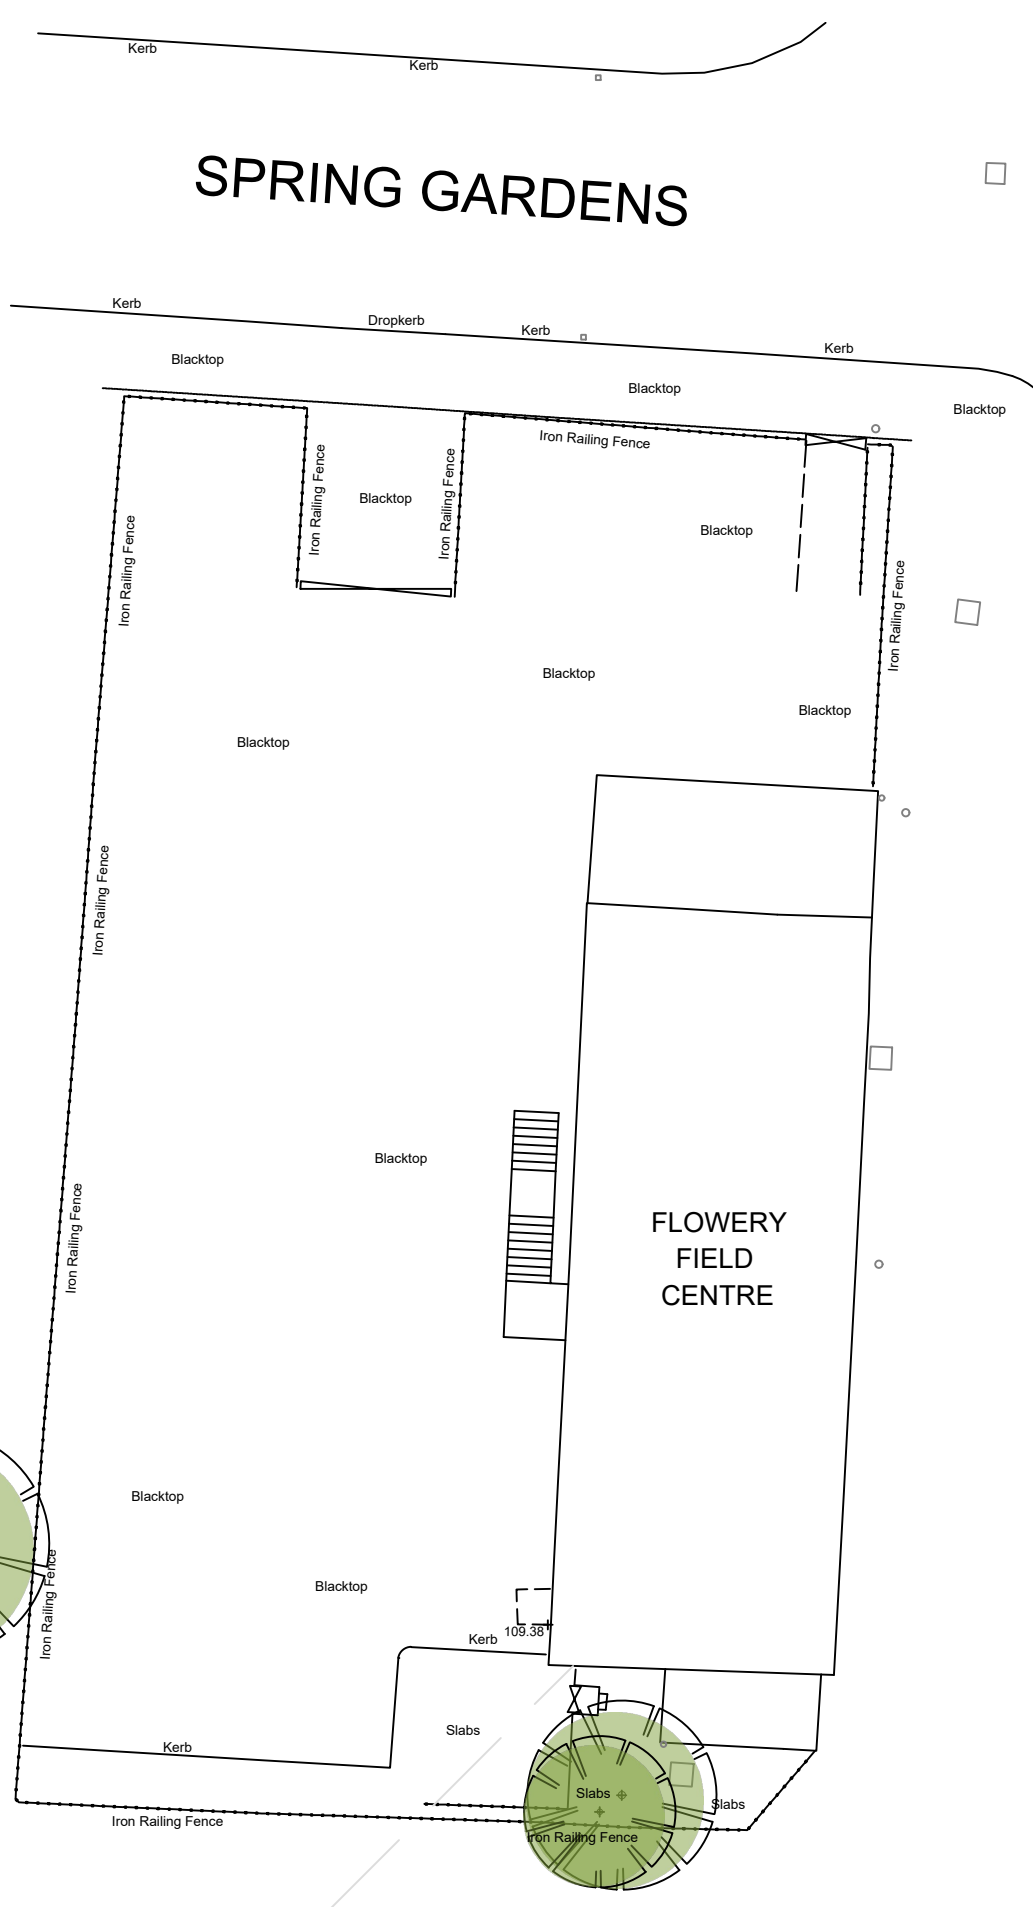 Kerb
Kerb
SPRING GARDENS
Kerb
Dropkerb
Kerb
Kerb
Blacktop
Blacktop
Blacktop
Iron Railing Fence
Iron Railing Fence
Blacktop
Iron Railing Fence
Blacktop
Iron Railing Fence
Iron Railing Fence
Blacktop
Blacktop
Blacktop
Iron Railing Fence
Blacktop
Iron Railing Fence
FLOWERY
FIELD
CENTRE
Blacktop
Iron Railing Fence
Blacktop
109.38
Kerb
Slabs
Kerb
Slabs
Slabs
Iron Railing Fence
Iron Railing Fence